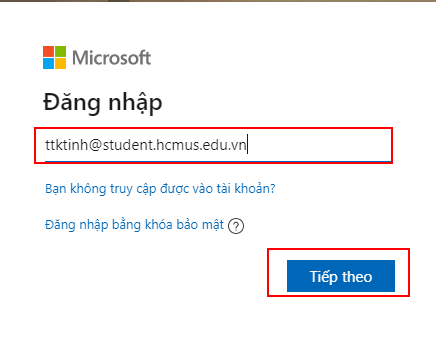 Microsoft
Đăng nhập
ttktinh@student.hcmus.edu.vn
Bạn không truy cập được vào tài khoản?
Đăng nhập bằng khóa bảo mật ?
Tiếp theo